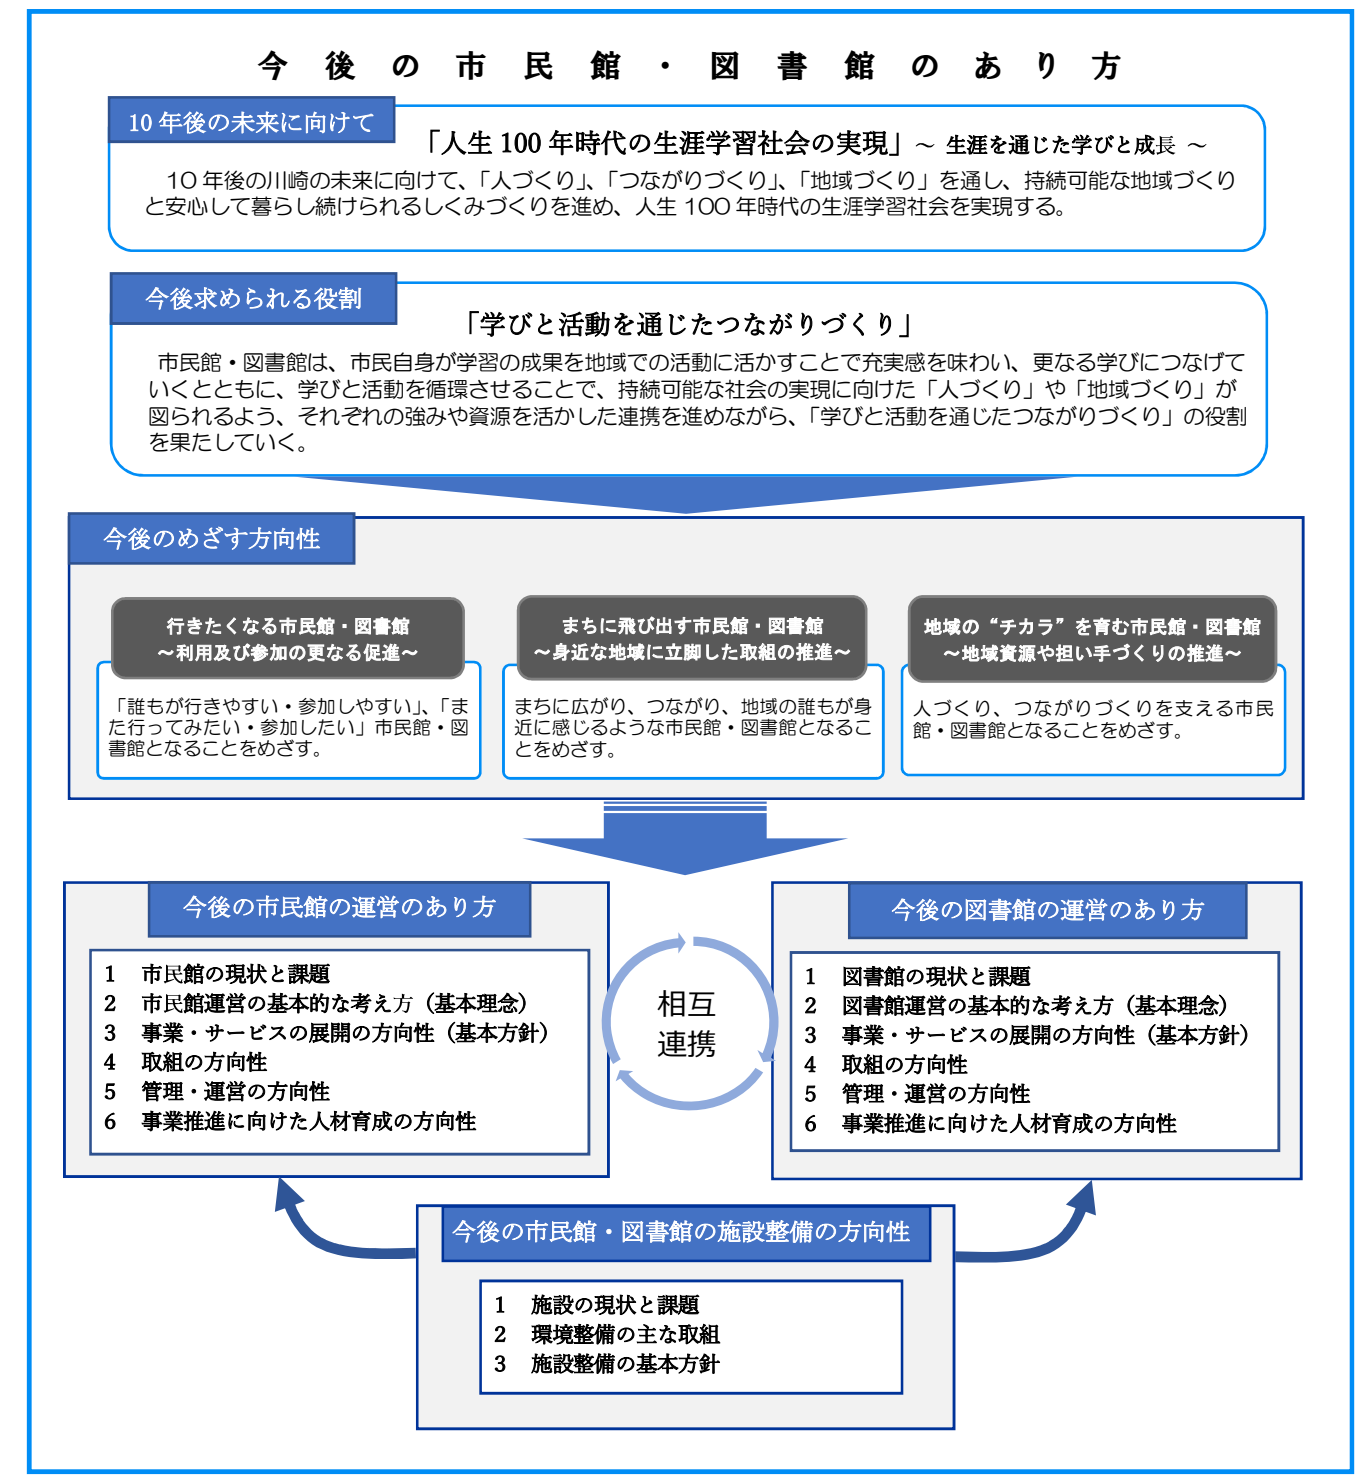 今後の市民館・図書館のあり方
10年後の未来に向けて
「人生100年時代の生涯学習社会の実現」～ 生涯を通じた学びと成長 ～
10年後の川崎の未来に向けて、「人づくり」、「つながりづくり」、「地域づくり」を通し、持続可能な地域づくり
と安心して暮らし続けられるしくみづくりを進め、人生100年時代の生涯学習社会を実現する。
今後求められる役割
「学びと活動を通じたつながりづくり」
市民館・図書館は、市民自身が学習の成果を地域での活動に活かすことで充実感を味わい、更なる学びにつなげて
いくとともに、学びと活動を循環させることで、持続可能な社会の実現に向けた「人づくり」や「地域づくり」が
図られるよう、それぞれの強みや資源を活かした連携を進めながら、「学びと活動を通じたつながりづくり」の役割
を果たしていく。
今後のめざす方向性
行きたくなる市民館・図書館
～利用及び参加の更なる促進～
「誰もが行きやすい・参加しやすい」、「ま
た行ってみたい・参加したい」市民館・図
書館となることをめざす。
まちに飛び出す市民館・図書館
～身近な地域に立脚した取組の推進～
まちに広がり、つながり、地域の誰もが身
近に感じるような市民館・図書館となるこ
とをめざす。
地域の“チカラ”を育む市民館・図書館
～地域資源や担い手づくりの推進～
人づくり、つながりづくりを支える市民
館・図書館となることをめざす。
今後の市民館の運営のあり方
1 市民館の現状と課題
2 市民館運営の基本的な考え方（基本理念）
3 事業・サービスの展開の方向性（基本方針）
4 取組の方向性
5 管理・運営の方向性
6 事業推進に向けた人材育成の方向性
相互
連携
今後の図書館の運営のあり方
1 図書館の現状と課題
2 図書館運営の基本的な考え方（基本理念）
3 事業・サービスの展開の方向性（基本方針）
4 取組の方向性
5 管理・運営の方向性
6 事業推進に向けた人材育成の方向性
今後の市民館・図書館の施設整備の方向性
1 施設の現状と課題
2 環境整備の主な取組
3 施設整備の基本方針